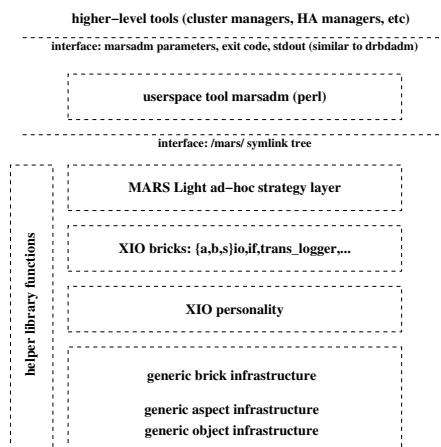 higher−level tools (cluster managers, HA managers, etc)
interface: marsadm parameters, exit code, stdout (similar to drbdadm)
userspace tool marsadm (perl)
interface: /mars/ symlink tree
helper library functions
MARS Light ad−hoc strategy layer
XIO bricks: {a,b,s}io,if,trans_logger,...
XIO personality
generic brick infrastructure
generic aspect infrastructure
generic object infrastructure